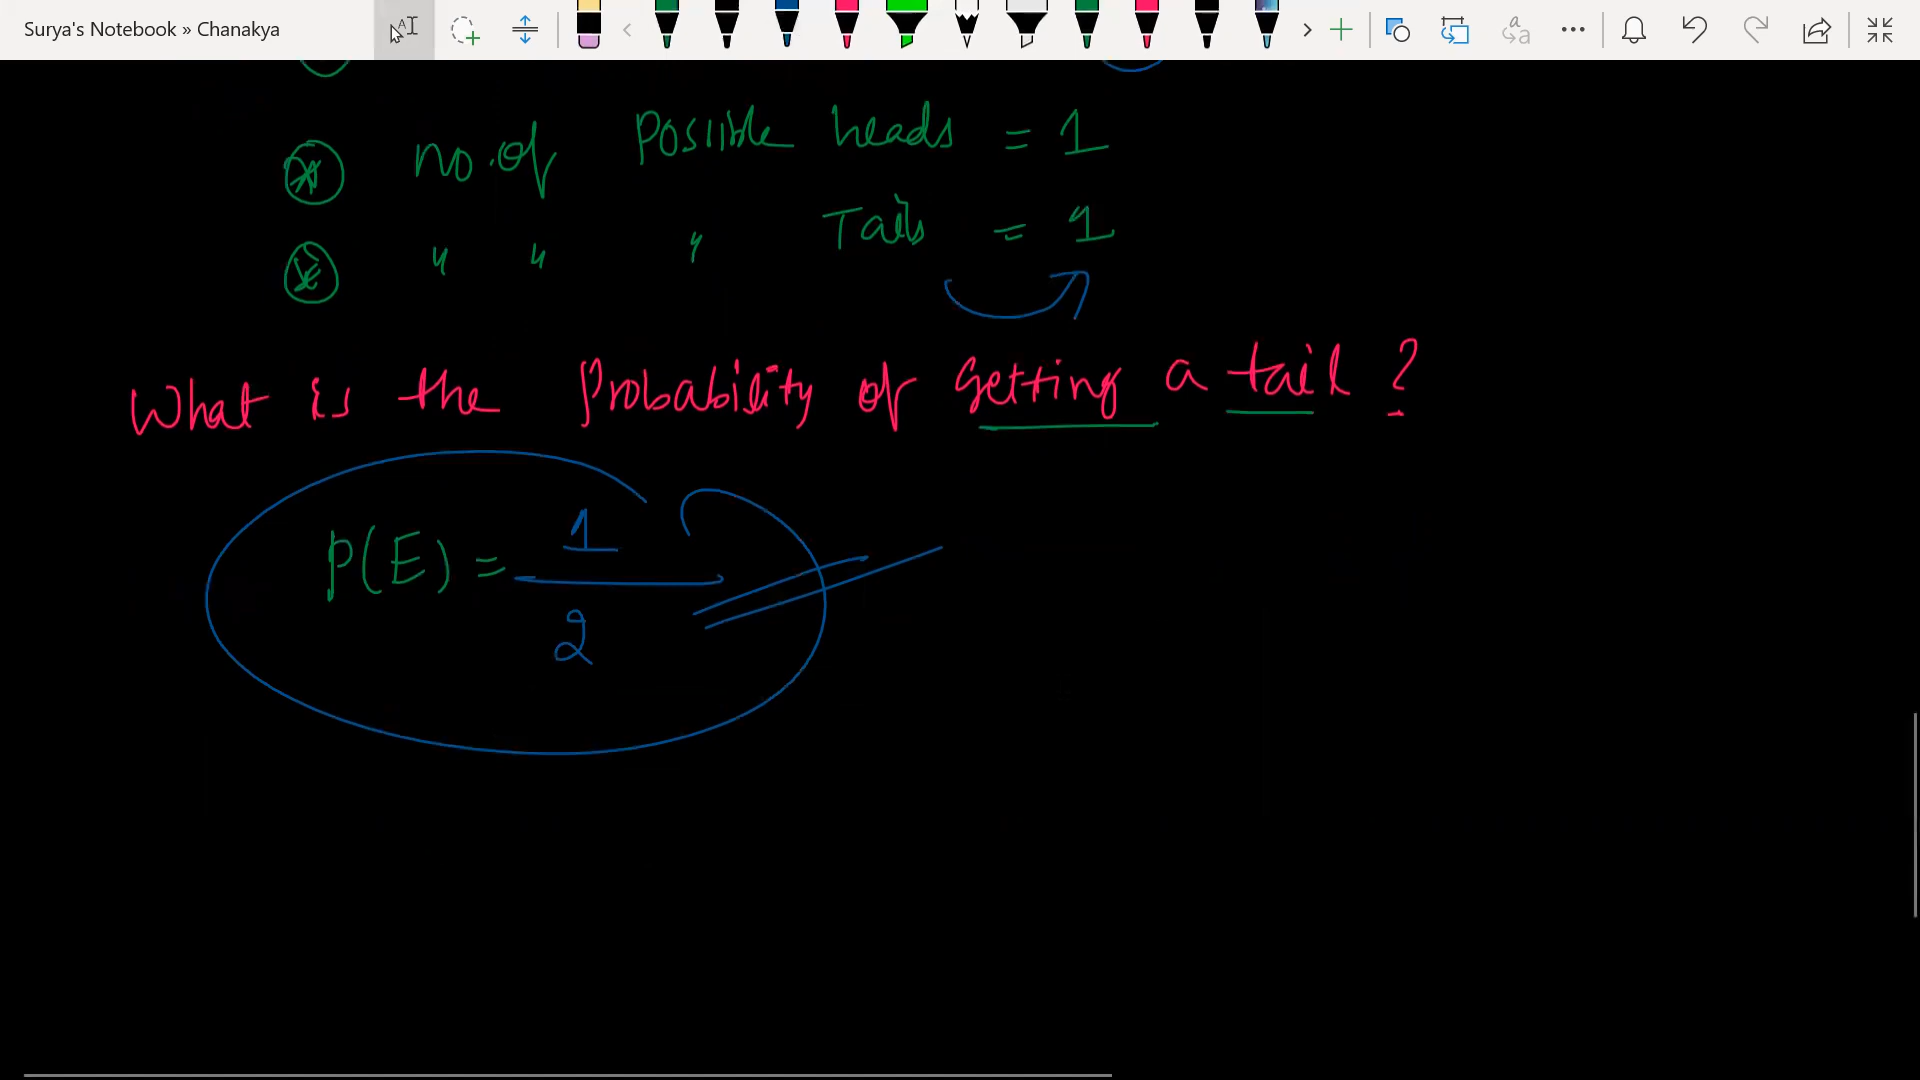 Surya's Notebook » Chanakya
no. of Possible heads = 1
" " " Tails = 1
What is the Probability of Getting a tail ?
P(E) = 1
2